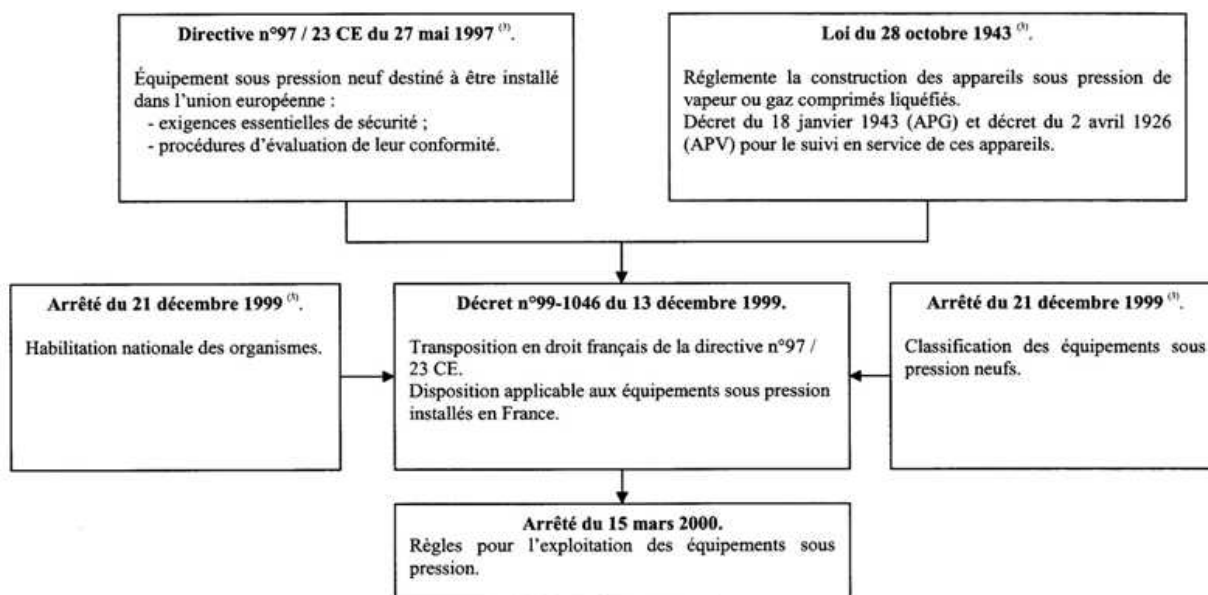 Directive n°97 / 23 CE du 27 mai 1997 (3).
Équipement sous pression neuf destiné à être installé
dans l'union européenne :
- exigences essentielles de sécurité ;
- procédures d'évaluation de leur conformité.
Loi du 28 octobre 1943 (3).
Réglemente la construction des appareils sous pression de
vapeur ou gaz comprimés liquéfiés.
Décret du 18 janvier 1943 (APG) et décret du 2 avril 1926
(APV) pour le suivi en service de ces appareils.
Arrêté du 21 décembre 1999 (3).
Habilitation nationale des organismes.
Décret n°99-1046 du 13 décembre 1999.
Transposition en droit français de la directive n°97 /
23 CE.
Disposition applicable aux équipements sous pression
installés en France.
Arrêté du 21 décembre 1999 (3).
Classification des équipements sous
pression neufs.
Arrêté du 15 mars 2000.
Règles pour l'exploitation des équipements sous
pression.